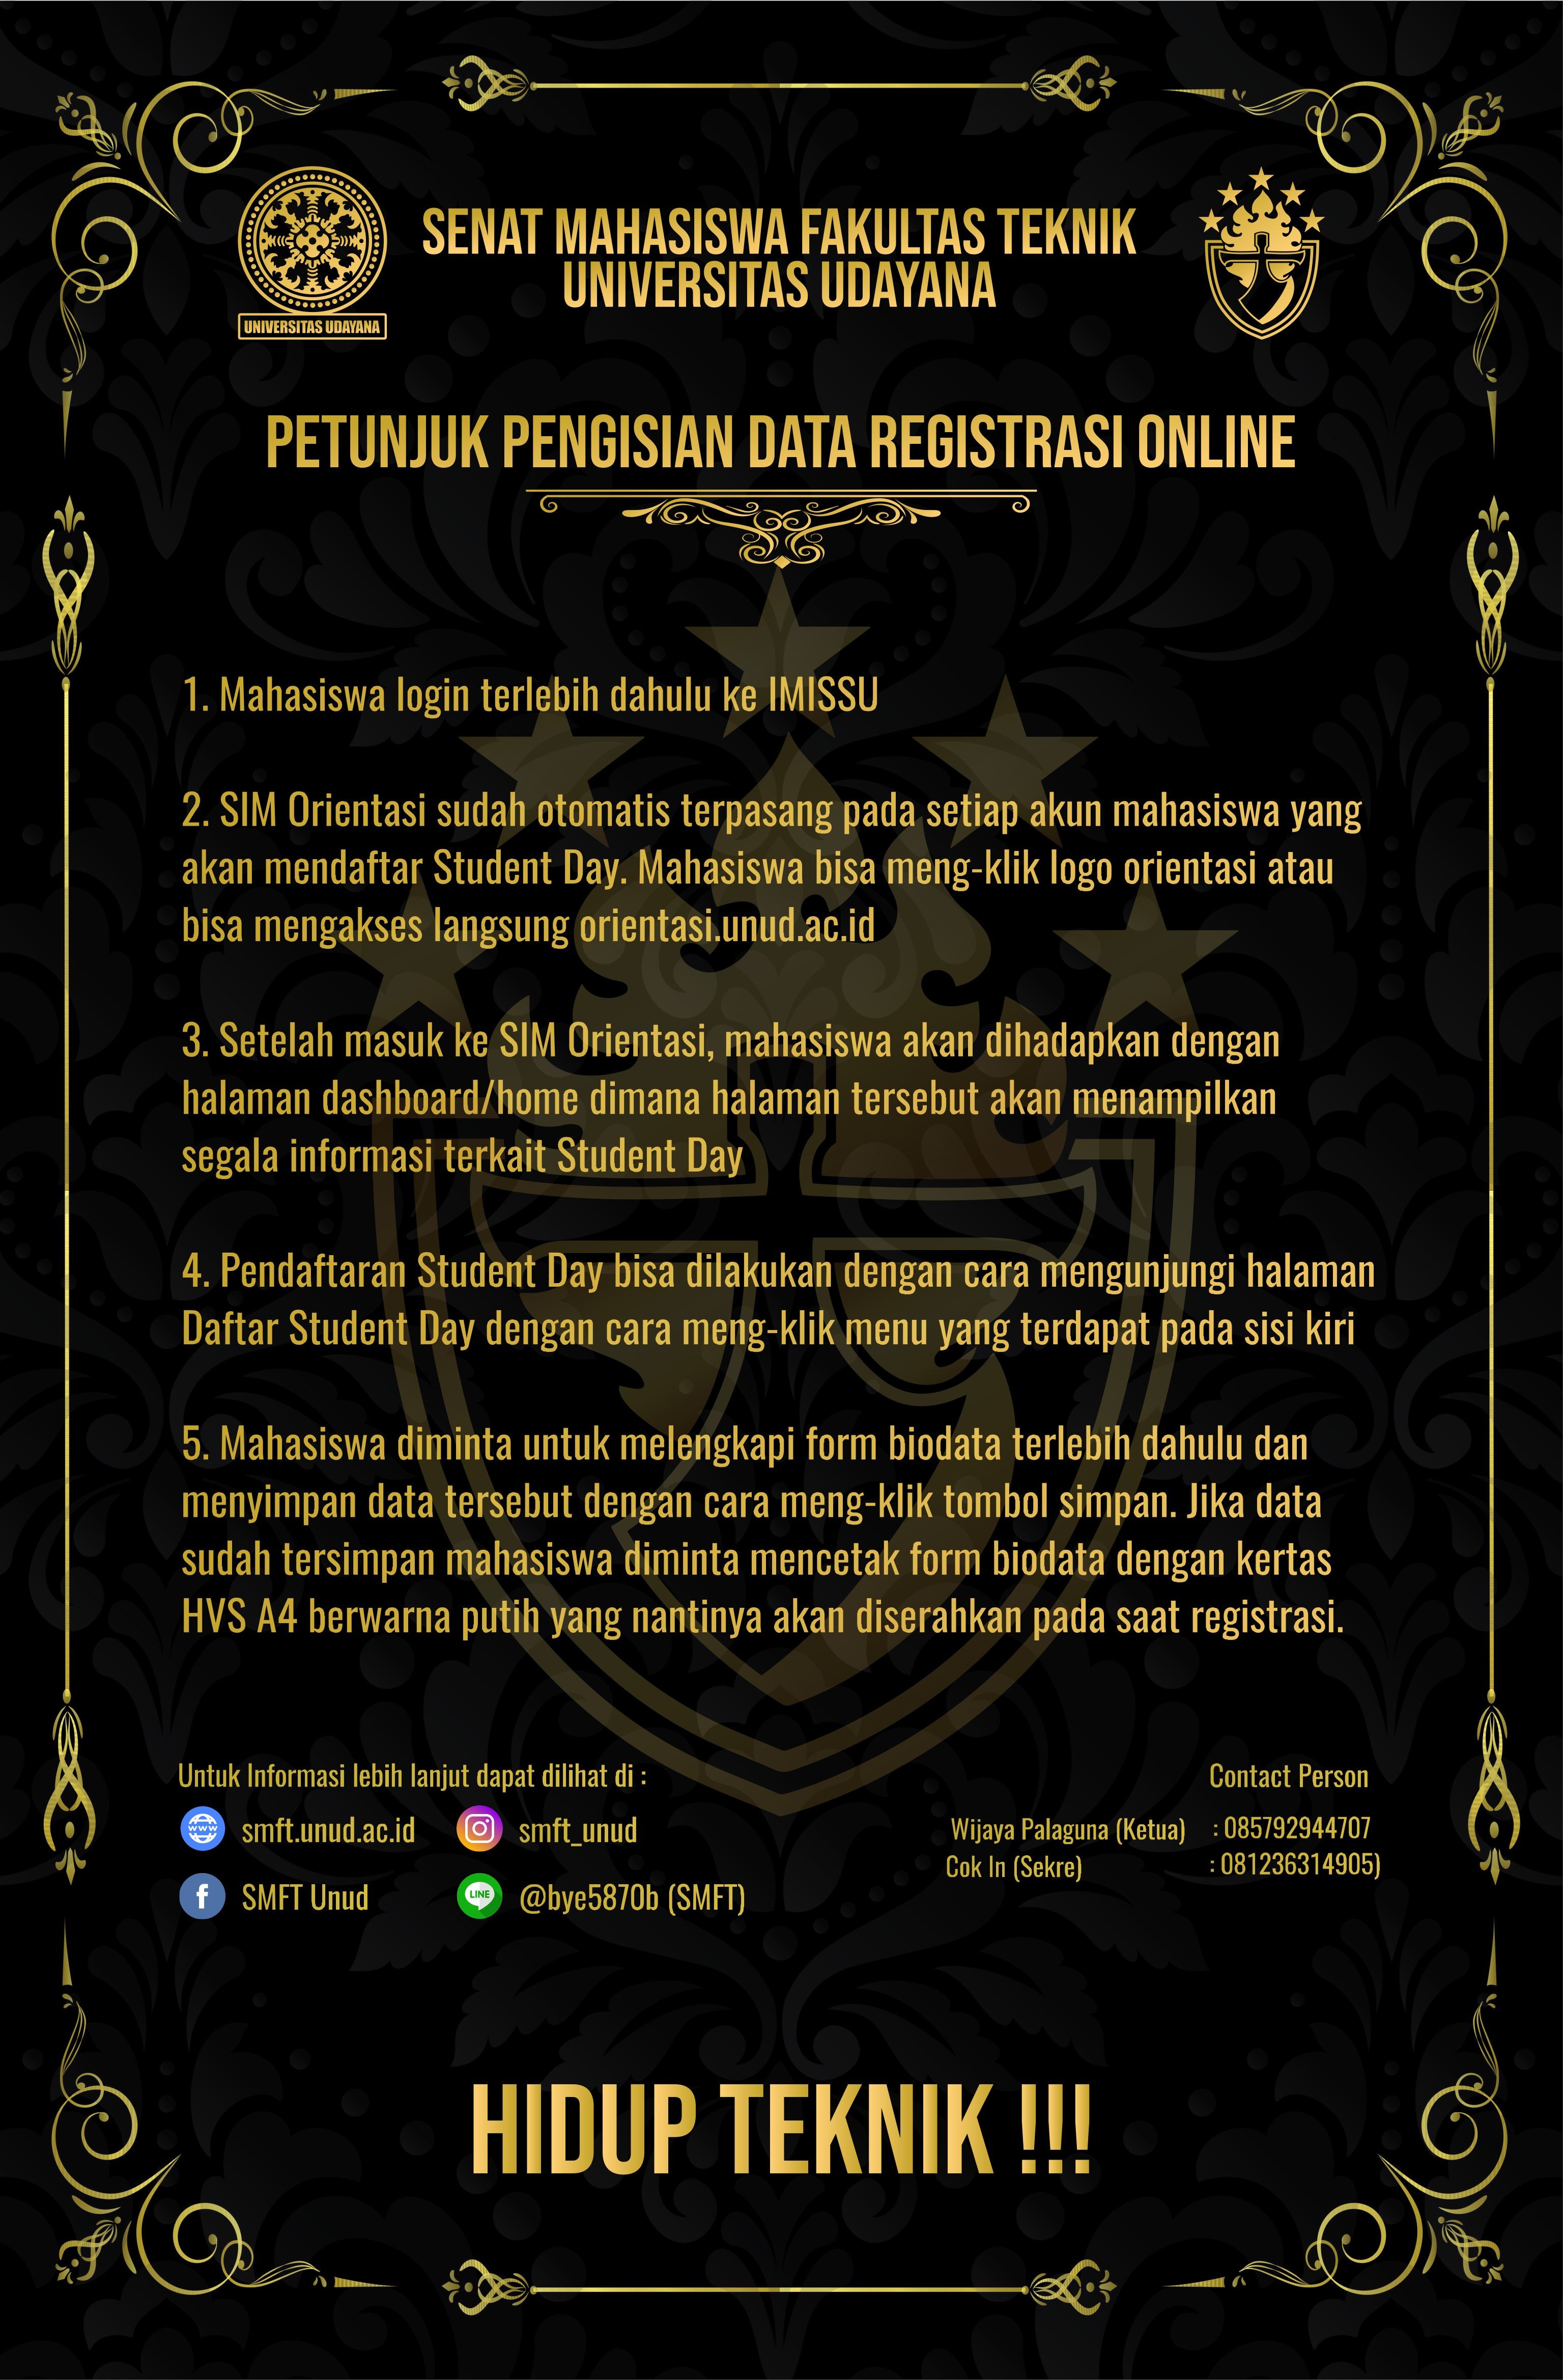 SENAT MAHASISWA FAKULTAS TEKNIK
UNIVERSITAS UDAYANA
UNIVERSITAS UDAYANA
PETUNJUK PENGISIAN DATA REGISTRASI ONLINE
1. Mahasiswa login terlebih dahulu ke IMISSU
2. SIM Orientasi sudah otomatis terpasang pada setiap akun mahasiswa yang
akan mendaftar Student Day. Mahasiswa bisa meng-klik logo orientasi atau
bisa mengakses langsung orientasi.unud.ac.id
3. Setelah masuk ke SIM Orientasi, mahasiswa akan dihadapkan dengan
halaman dashboard/home dimana halaman tersebut akan menampilkan
segala informasi terkait Student Day
4. Pendaftaran Student Day bisa dilakukan dengan cara mengunjungi halaman
Daftar Student Day dengan cara meng-klik menu yang terdapat pada sisi kiri
5. Mahasiswa diminta untuk melengkapi form biodata terlebih dahulu dan
menyimpan data tersebut dengan cara meng-klik tombol simpan. Jika data
sudah tersimpan mahasiswa diminta mencetak form biodata dengan kertas
HVS A4 berwarna putih yang nantinya akan diserahkan pada saat registrasi.
Untuk Informasi lebih lanjut dapat dilihat di :
www smft.unud.ac.id smft_unud
f SMFT Unud LINE @bye5870b (SMFT)
Contact Person
Wijaya Palaguna (Ketua) : 085792944707
Cok In (Sekre) : 081236314905)
HIDUP TEKNIK !!!